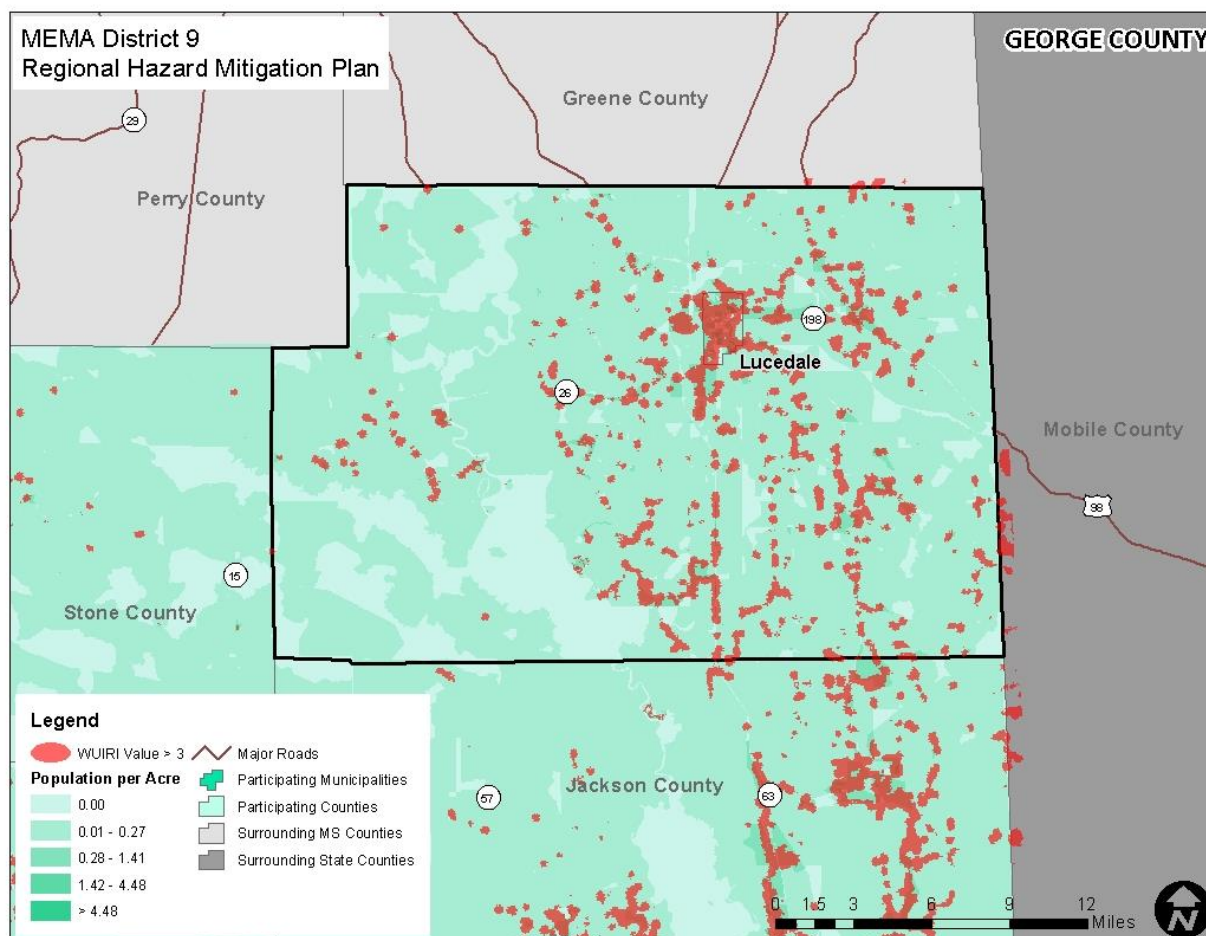 MEMA District 9
Regional Hazard Mitigation Plan
GEORGE COUNTY
Greene County
29
Perry County
198
Lucedale
26
Mobile County
98
15
Stone County
Jackson County
57
63
Legend
WUIRI Value > 3
Major Roads
Population per Acre
Participating Municipalities
0.00
Participating Counties
0.01 - 0.27
Surrounding MS Counties
0.28 - 1.41
Surrounding State Counties
1.42 - 4.48
> 4.48
0 1.5 3 6 9 12
Miles
N